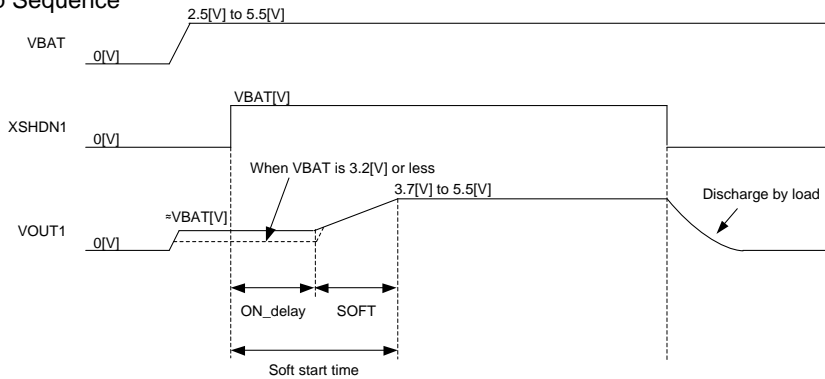 Sequence
2.5[V] to 5.5[V]
VBAT
0[V]
VBAT[V]
XSHDN1
0[V]
When VBAT is 3.2[V] or less
3.7[V] to 5.5[V]
Discharge by load
≈VBAT[V]
VOUT1
0[V]
ON_delay
SOFT
Soft start time